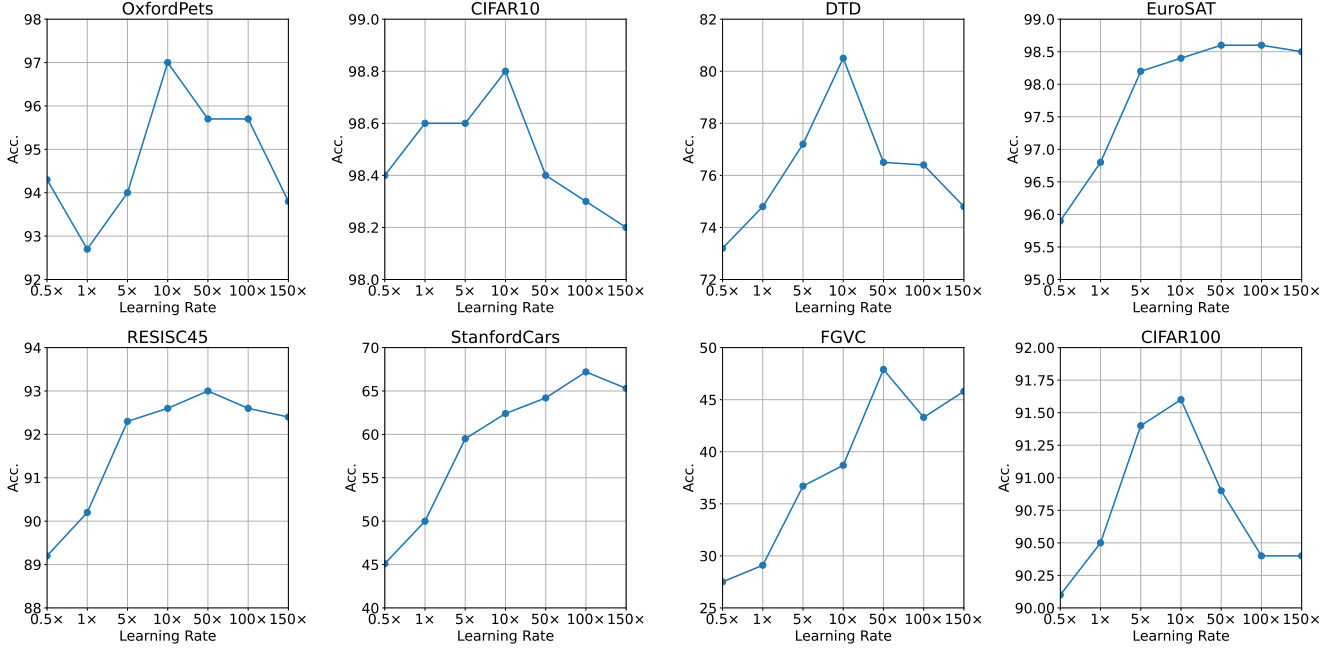 OxfordPets
98
97
96
95
94
93
92
Acc.
0.5× 1× 5× 10× 50× 100× 150×
Learning Rate
CIFAR10
99.0
98.8
98.6
98.4
98.2
98.0
Acc.
0.5× 1× 5× 10× 50× 100× 150×
Learning Rate
DTD
82
80
78
76
74
72
Acc.
0.5× 1× 5× 10× 50× 100× 150×
Learning Rate
EuroSAT
99.0
98.5
98.0
97.5
97.0
96.5
96.0
95.5
95.0
Acc.
0.5× 1× 5× 10× 50× 100× 150×
Learning Rate
RESISC45
94
93
92
91
90
89
88
Acc.
0.5× 1× 5× 10× 50× 100× 150×
Learning Rate
StanfordCars
70
65
60
55
50
45
40
Acc.
0.5× 1× 5× 10× 50× 100× 150×
Learning Rate
FGVC
50
45
40
35
30
25
Acc.
0.5× 1× 5× 10× 50× 100× 150×
Learning Rate
CIFAR100
92.00
91.75
91.50
91.25
91.00
90.75
90.50
90.25
90.00
Acc.
0.5× 1× 5× 10× 50× 100× 150×
Learning Rate